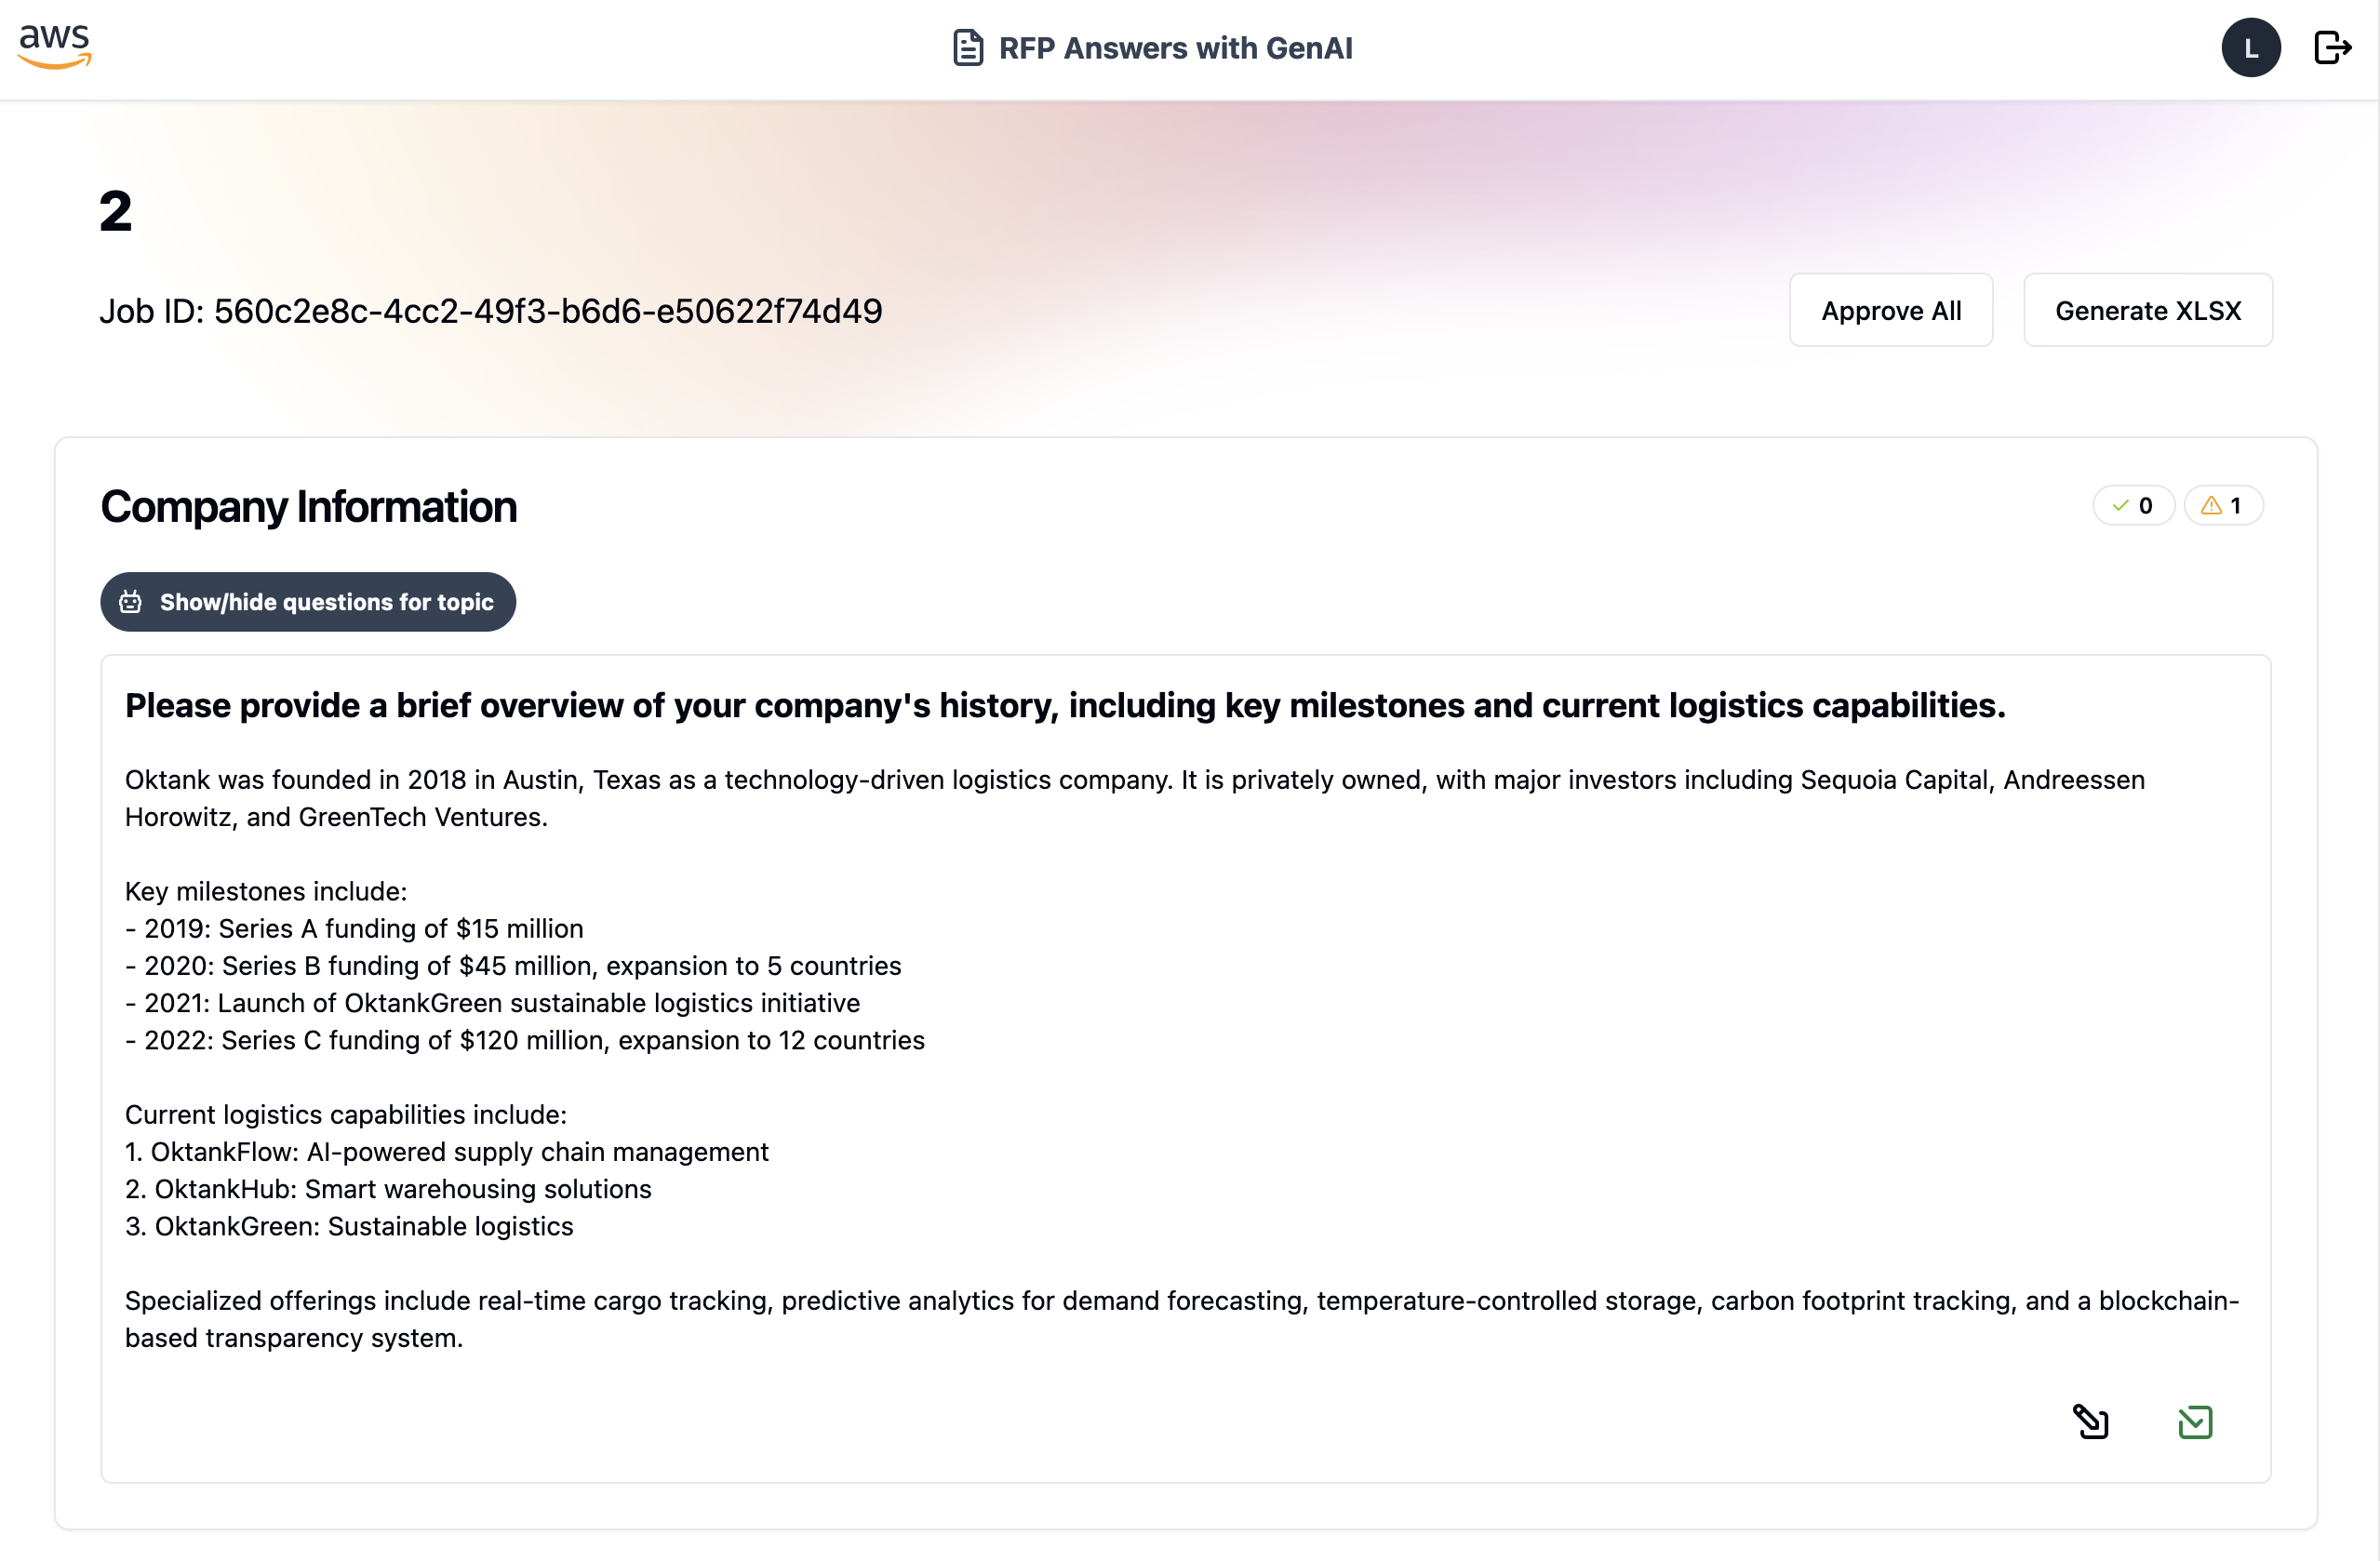 aws
RFP Answers with GenAI
L
2
Job ID: 560c2e8c-4cc2-49f3-b6d6-e50622f74d49
Approve All
Generate XLSX
Company Information
0
1
Show/hide questions for topic
Please provide a brief overview of your company's history, including key milestones and current logistics capabilities.
Oktank was founded in 2018 in Austin, Texas as a technology-driven logistics company. It is privately owned, with major investors including Sequoia Capital, Andreessen
Horowitz, and GreenTech Ventures.
Key milestones include:
- 2019: Series A funding of $15 million
- 2020: Series B funding of $45 million, expansion to 5 countries
- 2021: Launch of OktankGreen sustainable logistics initiative
- 2022: Series C funding of $120 million, expansion to 12 countries
Current logistics capabilities include:
1. OktankFlow: AI-powered supply chain management
2. OktankHub: Smart warehousing solutions
3. OktankGreen: Sustainable logistics
Specialized offerings include real-time cargo tracking, predictive analytics for demand forecasting, temperature-controlled storage, carbon footprint tracking, and a blockchain-
based transparency system.